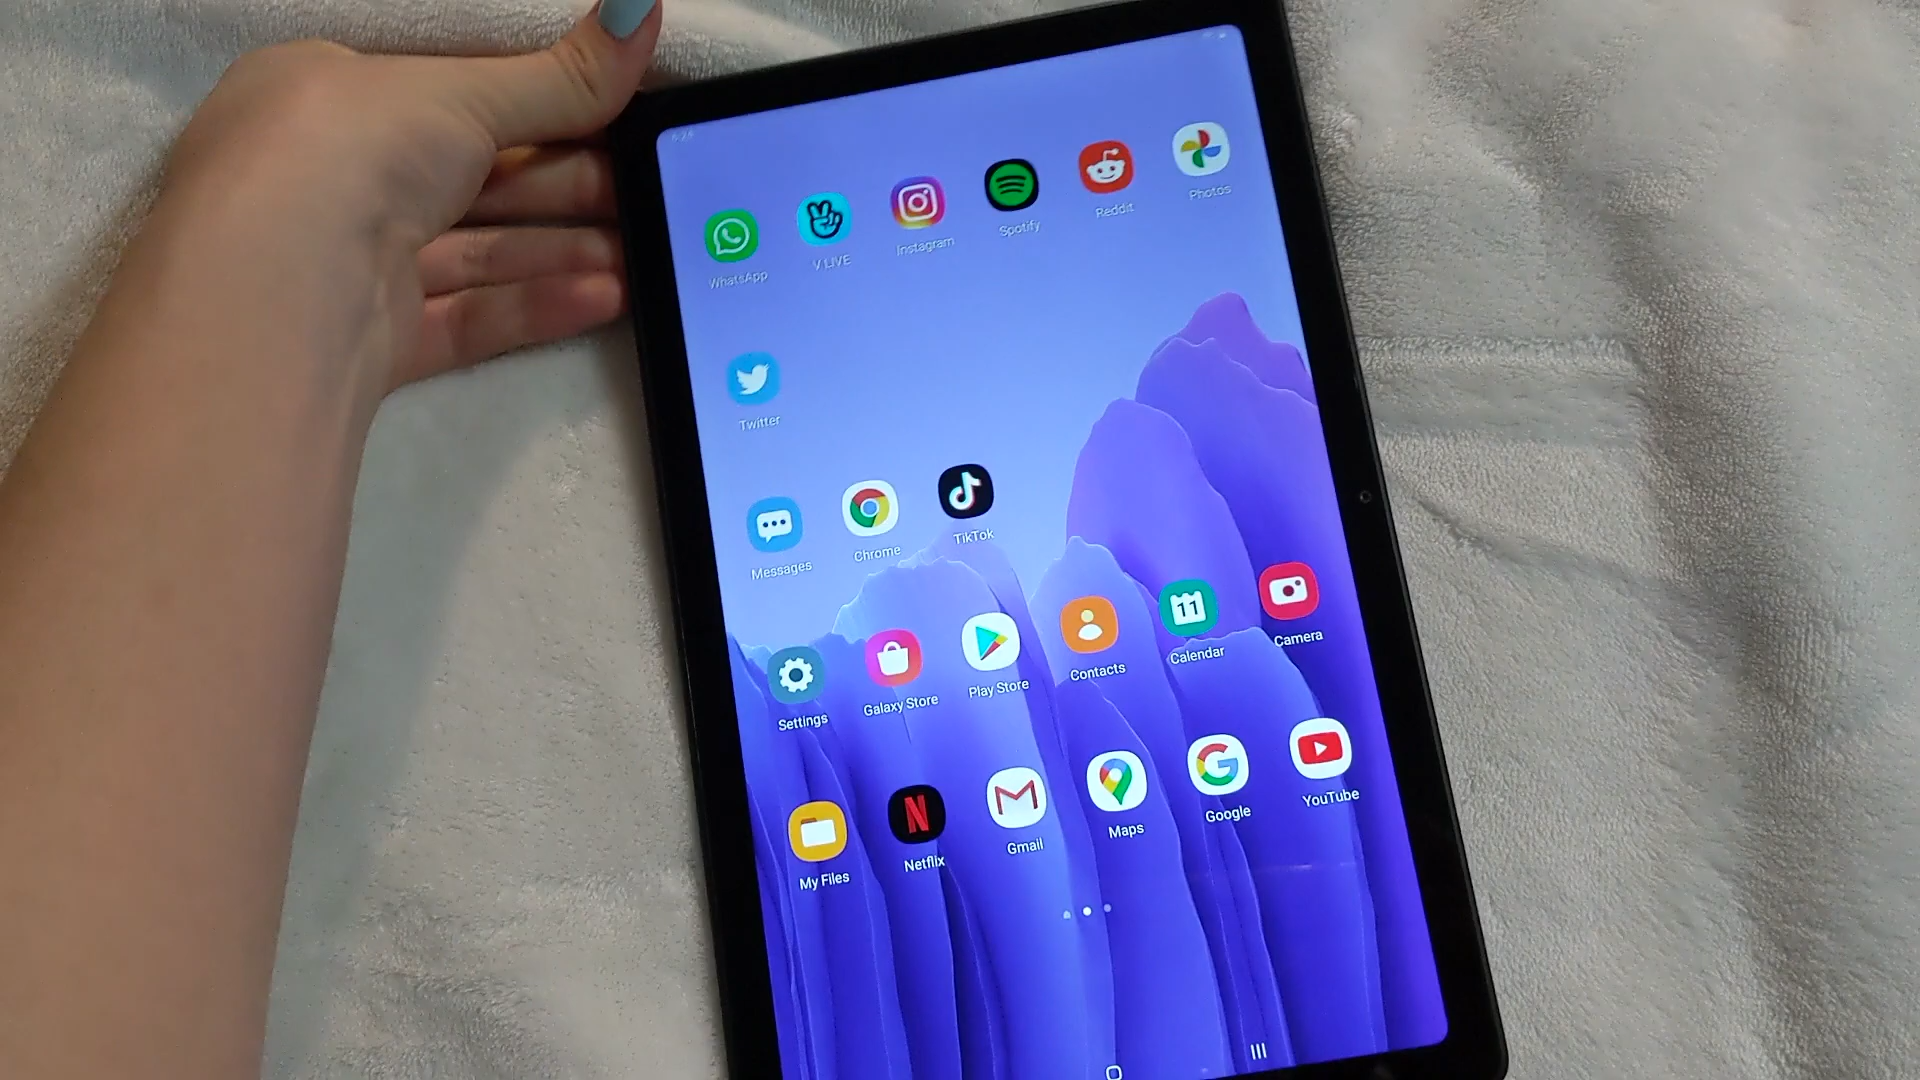 WhatsApp
V LIVE
Instagram
Spotify
Reddit
Photos
Twitter
Messages
Chrome
TikTok
Settings
Galaxy Store
Play Store
Contacts
11
Calendar
Camera
My Files
N
Netflix
Gmail
Maps
G
Google
YouTube